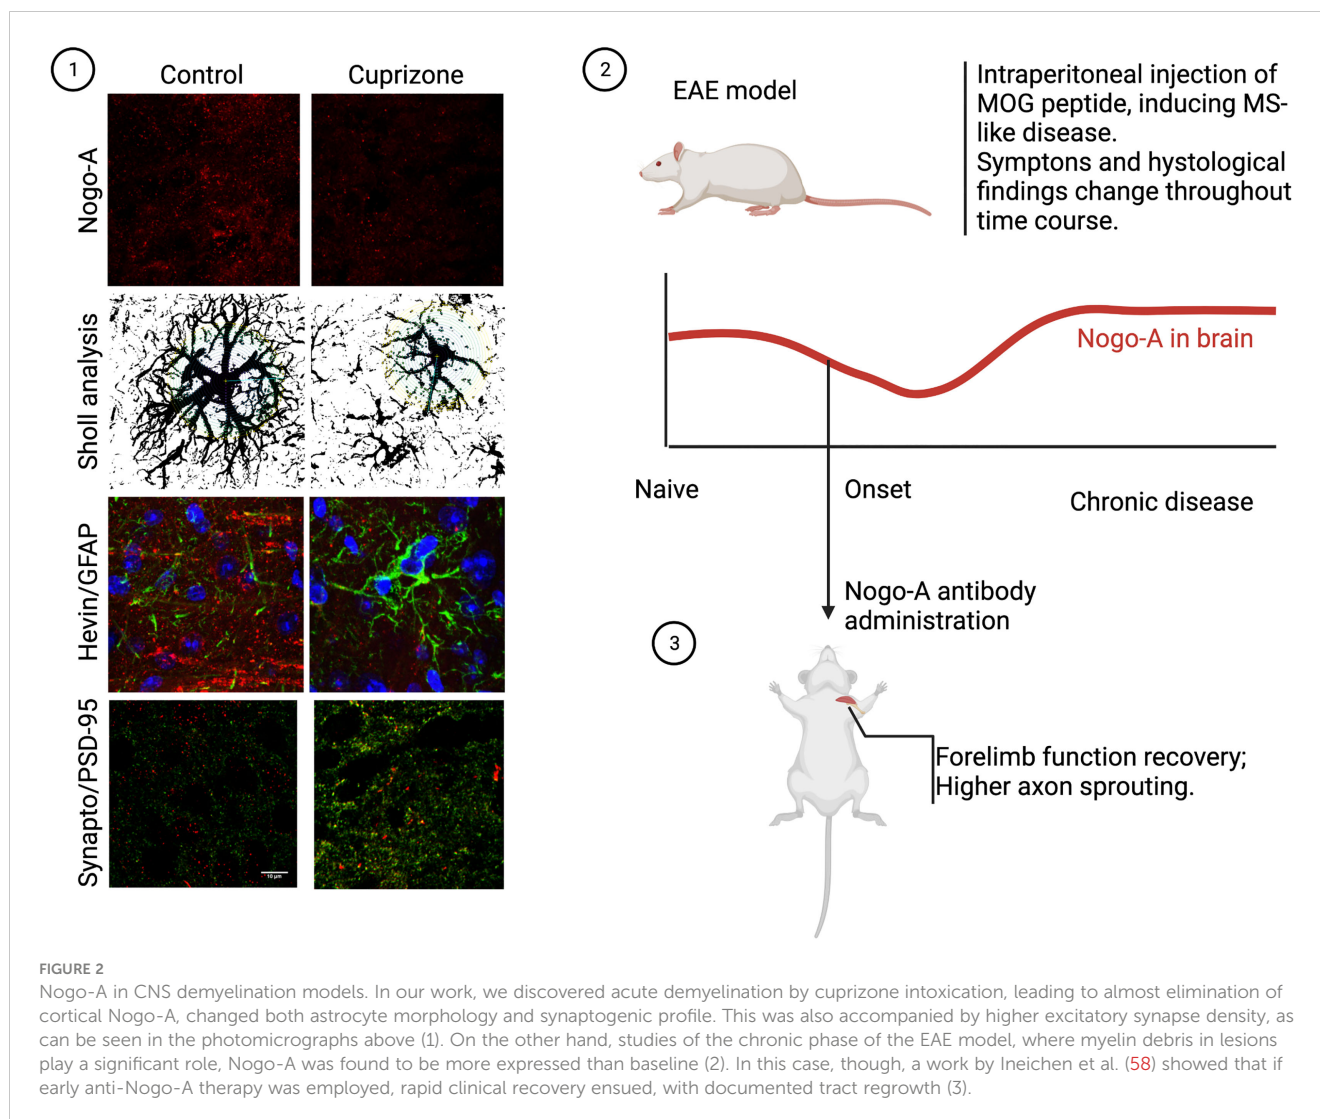 1
Control
Cuprizone
Nogo-A
Sholl analysis
Hevin/GFAP
Synapto/PSD-95
10 μm
2
EAE model
Intraperitoneal injection of
MOG peptide, inducing MS-
like disease.
Symptons and hystological
findings change throughout
time course.
Nogo-A in brain
Naive
Onset
Chronic disease
Nogo-A antibody
administration
3
Forelimb function recovery;
Higher axon sprouting.
FIGURE 2
Nogo-A in CNS demyelination models. In our work, we discovered acute demyelination by cuprizone intoxication, leading to almost elimination of
cortical Nogo-A, changed both astrocyte morphology and synaptogenic profile. This was also accompanied by higher excitatory synapse density, as
can be seen in the photomicrographs above (1). On the other hand, studies of the chronic phase of the EAE model, where myelin debris in lesions
play a significant role, Nogo-A was found to be more expressed than baseline (2). In this case, though, a work by Ineichen et al. (58) showed that if
early anti-Nogo-A therapy was employed, rapid clinical recovery ensued, with documented tract regrowth (3).